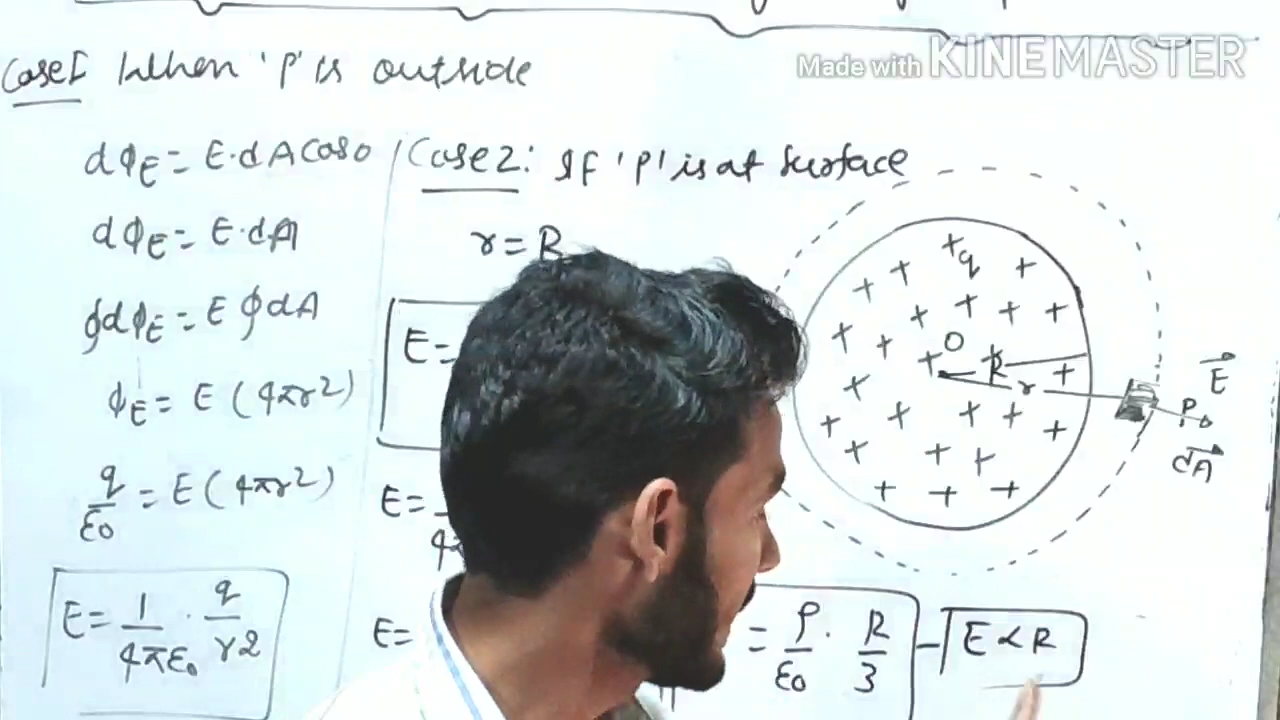 Made with KINEMASTER
Case I When 'P' is outside
dϕE = E·dA Cos0
dϕE = E·dA
∮dϕE = E∮dA
ϕE = E(4πr²)
q/ε0 = E(4πr²)
E = 1/4πε0 · q/r²
Case 2: If 'P' is at surface
r = R
E =
E =
E =
= ρ/ε0 · R/3 - E ∝ R
q
O
R
r
P
E⃗
dA⃗